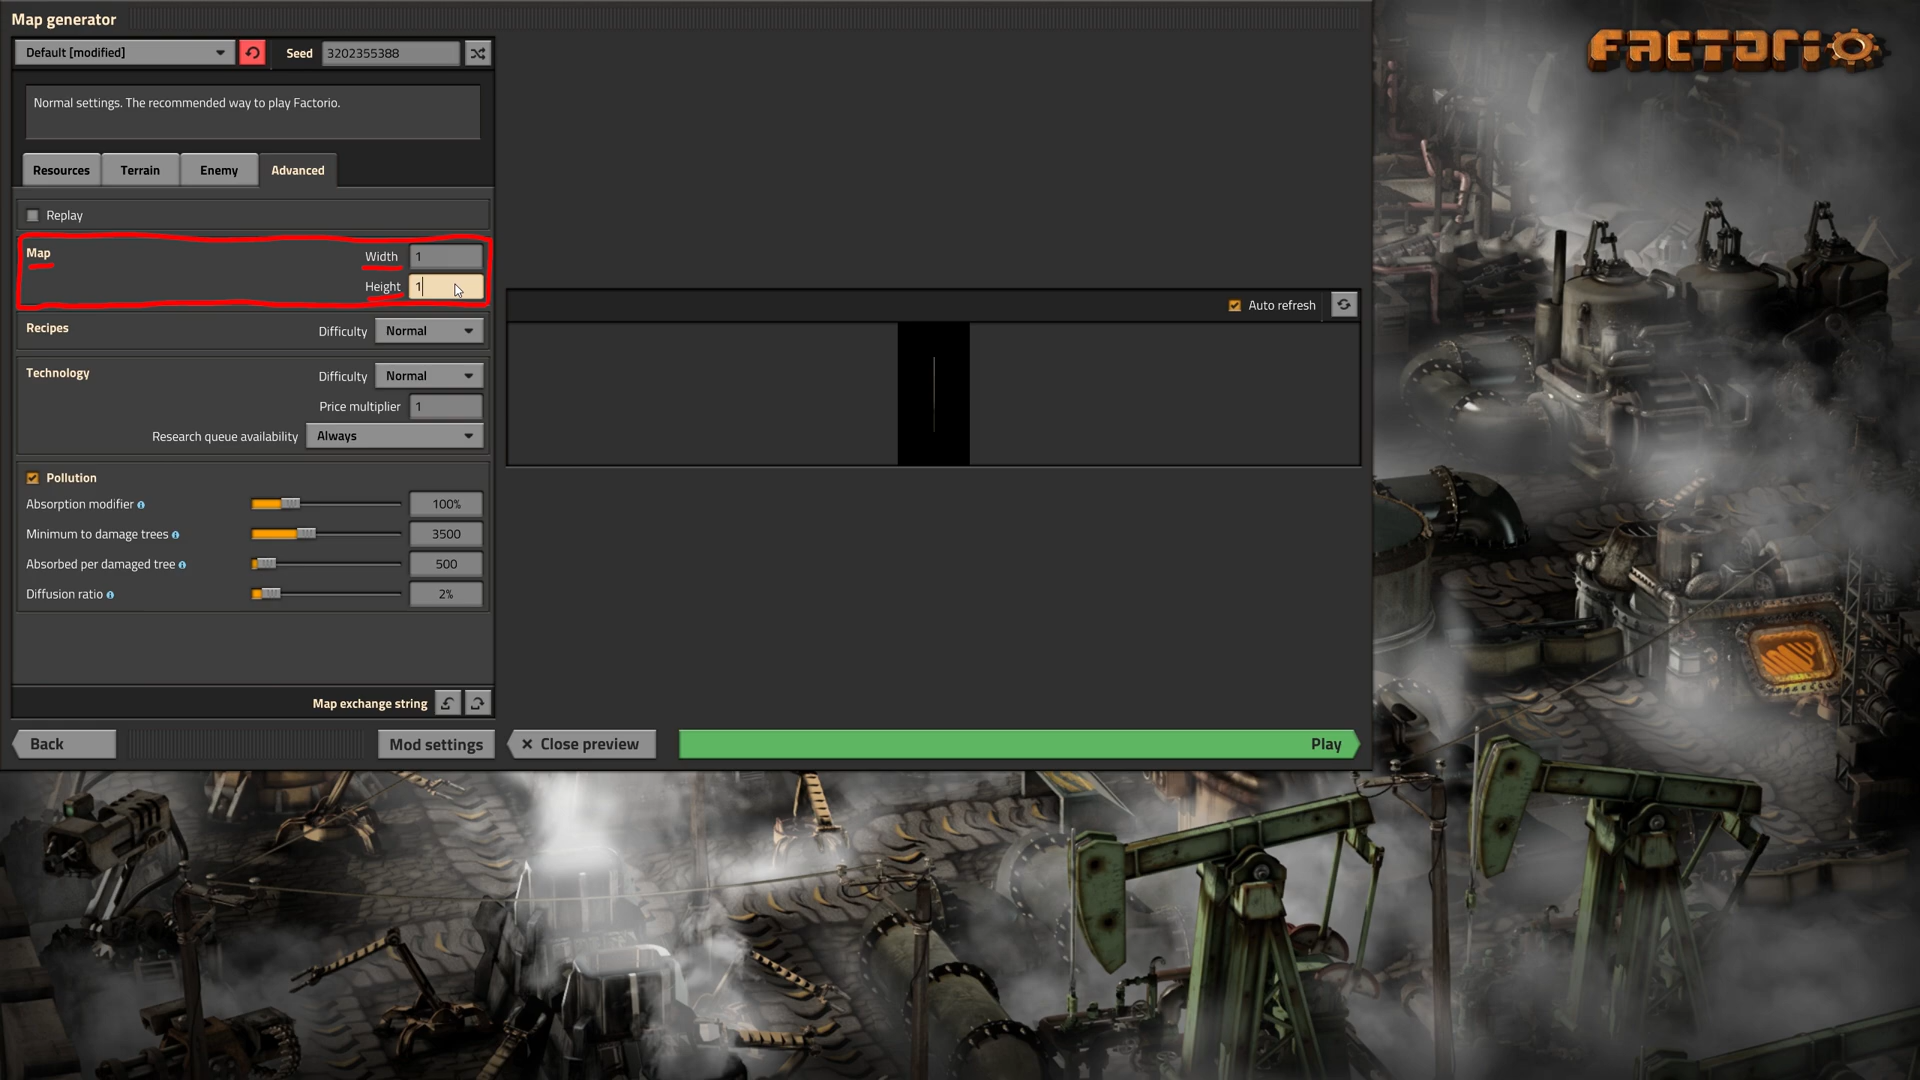 Map generator
FACTORIO
Default [modified]
Seed
3202355388
Normal settings. The recommended way to play Factorio.
Resources
Terrain
Enemy
Advanced
Replay
Map
Width
1
Height
1
Auto refresh
Recipes
Difficulty
Normal
Technology
Difficulty
Normal
Price multiplier
1
Research queue availability
Always
Pollution
Absorption modifier
100%
Minimum to damage trees
3500
Absorbed per damaged tree
500
Diffusion ratio
2%
Map exchange string
Back
Mod settings
Close preview
Play